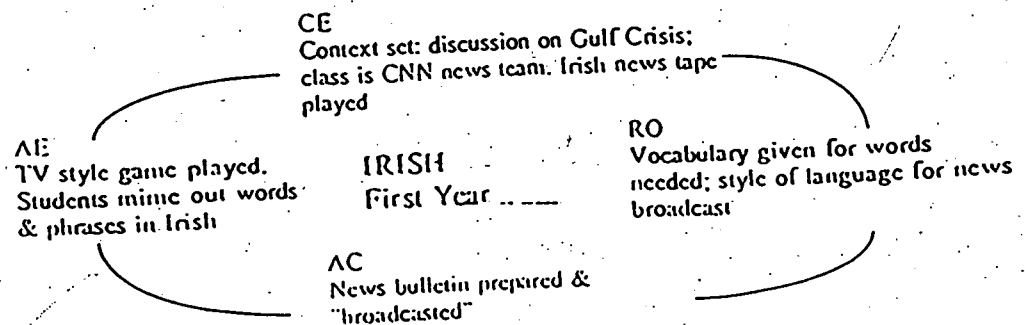 CE
Context set: discussion on Gulf Crisis;
class is CNN news team. Irish news tape
played
RO
Vocabulary given for words
needed; style of language for news
broadcast
AE
TV style game played.
Students mime out words
& phrases in Irish
IRISH
First Year
AC
News bulletin prepared &
"broadcasted"